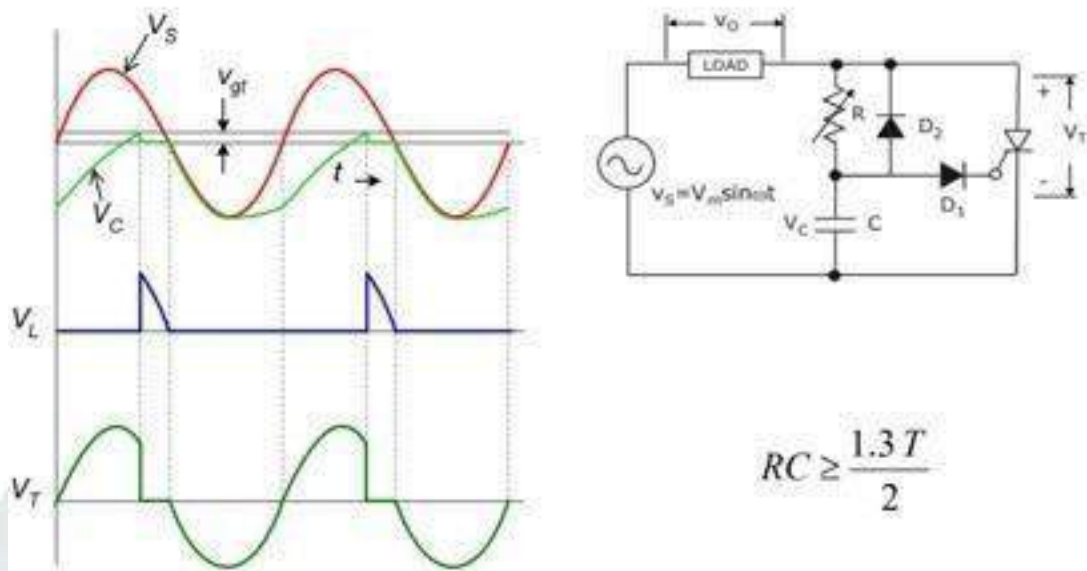 V_S
v_gt
t
V_C
V_L
V_T
v_O
LOAD
R
D_2
+
V_T
-
v_S=V_m sinωt
D_1
V_C
C
RC ≥ 1.3 T / 2